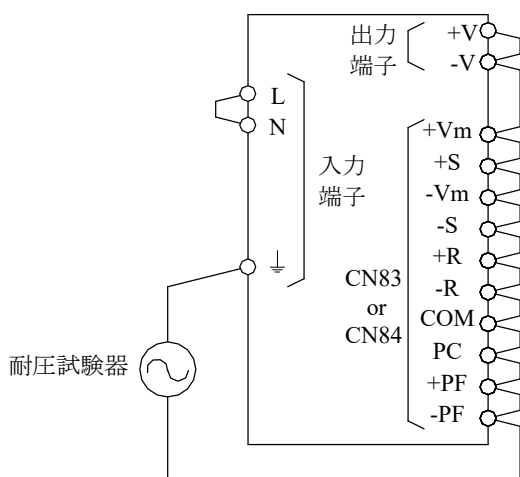 出力
端子
+V
-V
L
N
入力
端子
+Vm
+S
-Vm
-S
+R
-R
COM
PC
+PF
-PF
CN83
or
CN84
耐圧試験器